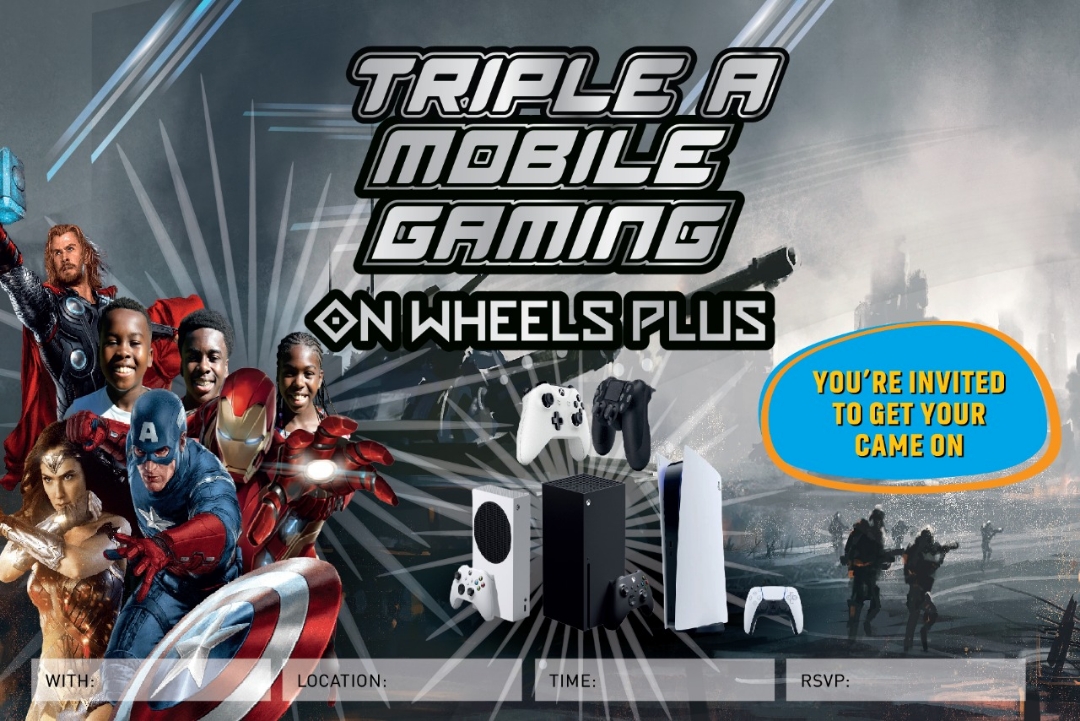 TRIPLE A
MOBILE
GAMING
ON WHEELS PLUS
YOU'RE INVITED
TO GET YOUR
CAME ON
A
WITH:
LOCATION:
TIME:
RSVP: